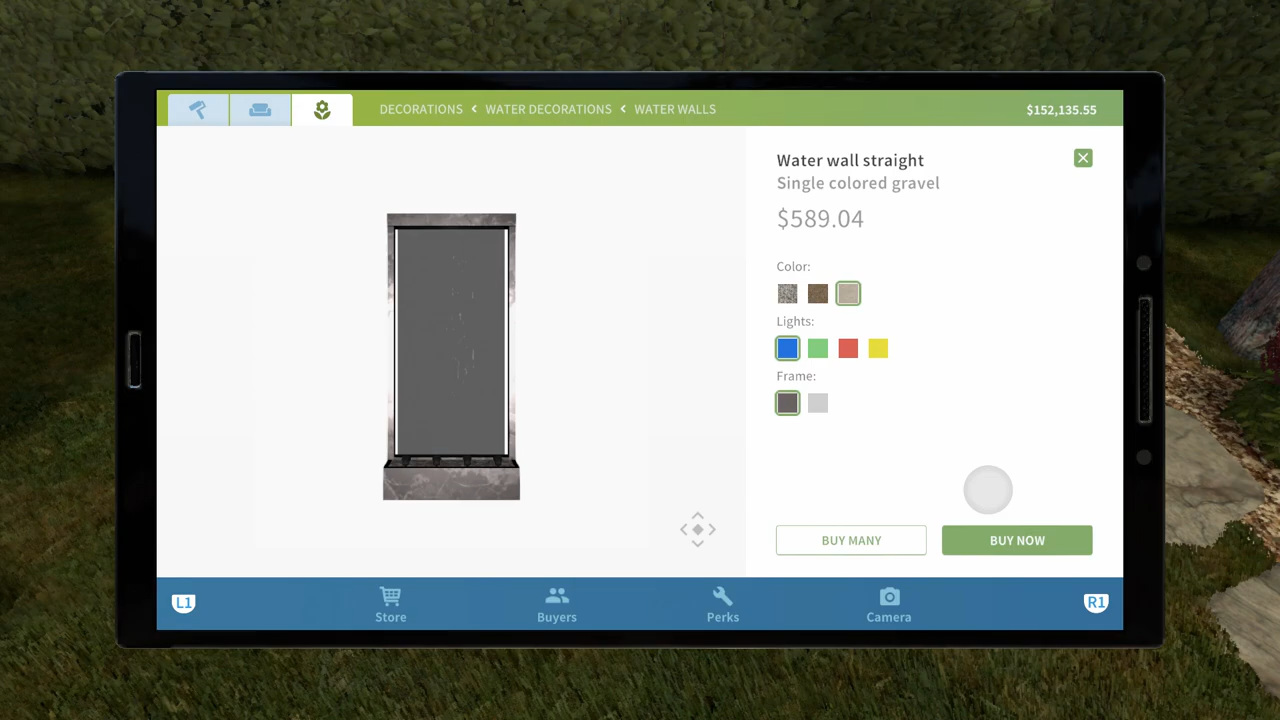 DECORATIONS < WATER DECORATIONS < WATER WALLS
$152,135.55
Water wall straight
Single colored gravel
$589.04
Color:
Lights:
Frame:
BUY MANY
BUY NOW
L1
Store
Buyers
Perks
Camera
R1